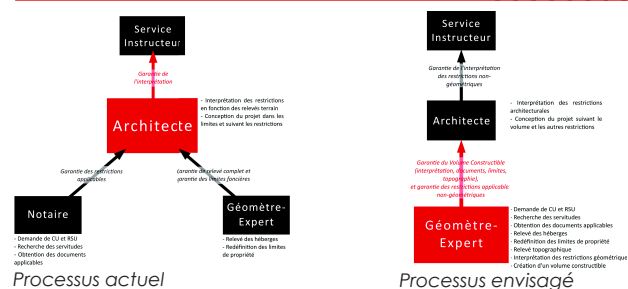 Service
Instructeur
Garantie de
l'interprétation
Architecte
- Interprétation des restrictions
en fonction des relevés terrain
- Conception du projet dans les
limites et suivant les restrictions
Garantie des restrictions
applicables
Garantie de relevé complet et
garantie des limites foncières
Notaire
- Demande de CU et RSU
- Recherche des servitudes
- Obtention des documents
applicables
Géomètre-
Expert
- Relevé des héberges
- Redéfinition des limites
de propriété
Processus actuel
Service
Instructeur
Garantie de l'interprétation
des restrictions non-
géométriques
Architecte
- Interprétation des restrictions
architecturales
- Conception du projet suivant le
volume et les autres restrictions
Garantie du Volume Constructible
(interprétation, documents, limites,
topographie),
et garantie des restrictions applicable
non-géométriques
Géomètre-
Expert
- Demande de CU et RSU
- Recherche des servitudes
- Obtention des documents applicables
- Relevé des héberges
- Redéfinition des limites de propriété
- Relevé topographique
- Interprétation des restrictions géométrique
- Création d'un volume constructible
Processus envisagé